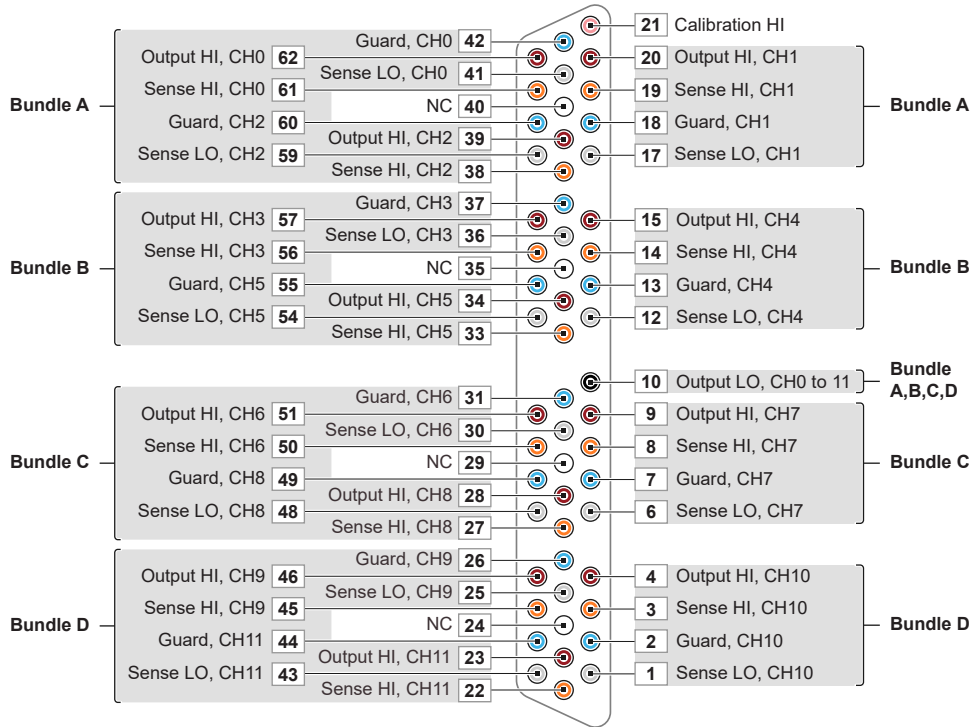 21 Calibration HI
Guard, CH0 42
Output HI, CH0 62
20 Output HI, CH1
Sense LO, CH0 41
Sense HI, CH0 61
19 Sense HI, CH1
Bundle A
NC 40
Bundle A
Guard, CH2 60
18 Guard, CH1
Output HI, CH2 39
Sense LO, CH2 59
17 Sense LO, CH1
Sense HI, CH2 38
Guard, CH3 37
Output HI, CH3 57
15 Output HI, CH4
Sense LO, CH3 36
Sense HI, CH3 56
14 Sense HI, CH4
Bundle B
NC 35
Bundle B
Guard, CH5 55
13 Guard, CH4
Output HI, CH5 34
Sense LO, CH5 54
12 Sense LO, CH4
Sense HI, CH5 33
10 Output LO, CH0 to 11
Bundle
A,B,C,D
Guard, CH6 31
Output HI, CH6 51
9 Output HI, CH7
Sense LO, CH6 30
Sense HI, CH6 50
8 Sense HI, CH7
Bundle C
NC 29
Bundle C
Guard, CH8 49
7 Guard, CH7
Output HI, CH8 28
Sense LO, CH8 48
6 Sense LO, CH7
Sense HI, CH8 27
Guard, CH9 26
Output HI, CH9 46
4 Output HI, CH10
Sense LO, CH9 25
Sense HI, CH9 45
3 Sense HI, CH10
Bundle D
NC 24
Bundle D
Guard, CH11 44
2 Guard, CH10
Output HI, CH11 23
Sense LO, CH11 43
1 Sense LO, CH10
Sense HI, CH11 22